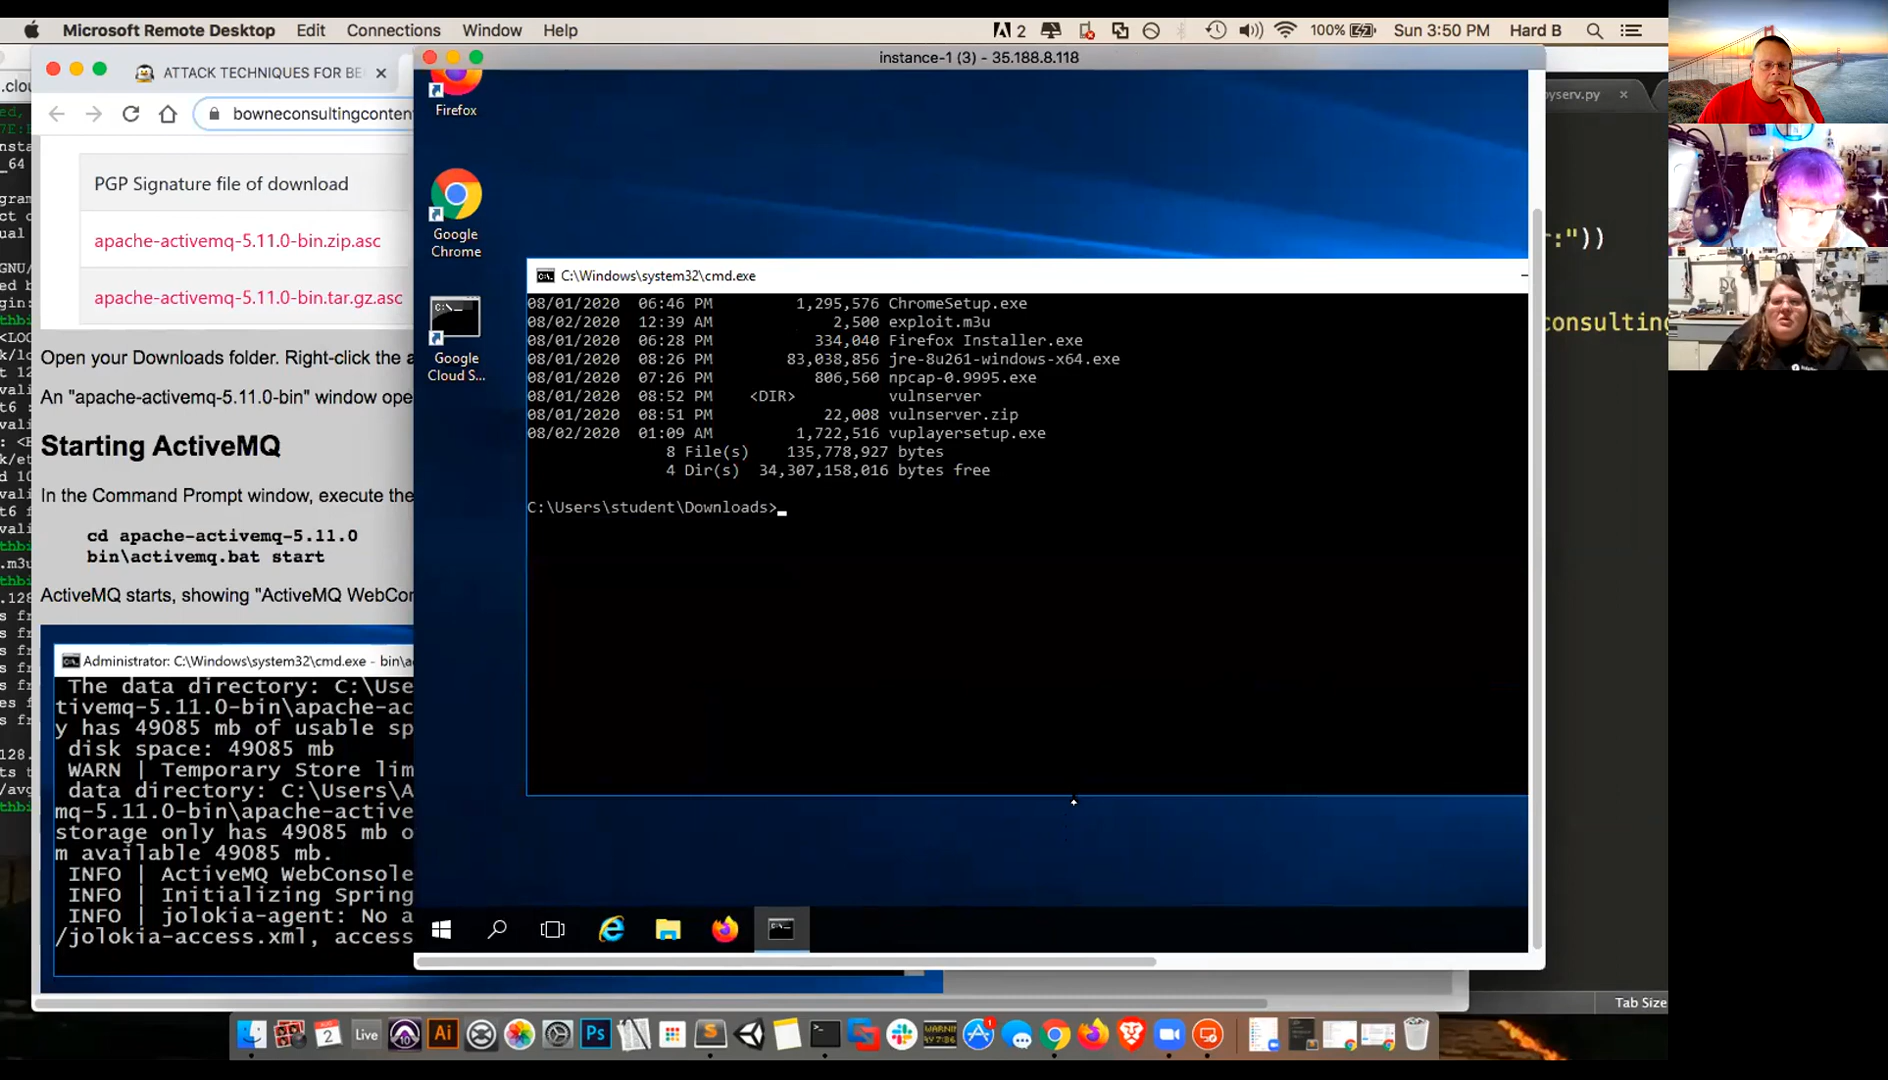 Microsoft Remote Desktop Edit Connections Window Help
2 100% Sun 3:50 PM Hard B
ATTACK TECHNIQUES FOR BE
instance-1 (3) - 35.188.8.118
.clou
bowneconsultingconten
PGP Signature file of download
apache-activemq-5.11.0-bin.zip.asc
apache-activemq-5.11.0-bin.tar.gz.asc
Open your Downloads folder. Right-click the a
An "apache-activemq-5.11.0-bin" window ope
Starting ActiveMQ
In the Command Prompt window, execute the
cd apache-activemq-5.11.0
bin\activemq.bat start
ActiveMQ starts, showing "ActiveMQ WebCon
Administrator: C:\Windows\system32\cmd.exe - bin\a
The data directory: C:\Use
tivemq-5.11.0-bin\apache-ac
y has 49085 mb of usable sp
disk space: 49085 mb
WARN | Temporary Store lim
data directory: C:\Users\A
mq-5.11.0-bin\apache-active
storage only has 49085 mb o
m available 49085 mb.
INFO | ActiveMQ WebConsole
INFO | Initializing Spring
INFO | jolokia-agent: No a
/jolokia-access.xml, access
Firefox
Google
Chrome
Google
Cloud S...
C:\Windows\system32\cmd.exe
08/01/2020 06:46 PM 1,295,576 ChromeSetup.exe
08/02/2020 12:39 AM 2,500 exploit.m3u
08/01/2020 06:28 PM 334,040 Firefox Installer.exe
08/01/2020 08:26 PM 83,038,856 jre-8u261-windows-x64.exe
08/01/2020 07:26 PM 806,560 npcap-0.9995.exe
08/01/2020 08:52 PM <DIR> vulnserver
08/01/2020 08:51 PM 22,008 vulnserver.zip
08/02/2020 01:09 AM 1,722,516 vuplayersetup.exe
8 File(s) 135,778,927 bytes
4 Dir(s) 34,307,158,016 bytes free
C:\Users\student\Downloads>
yserv.py
:"))
consulting
Tab Size
2 Live 10 Ai Ps